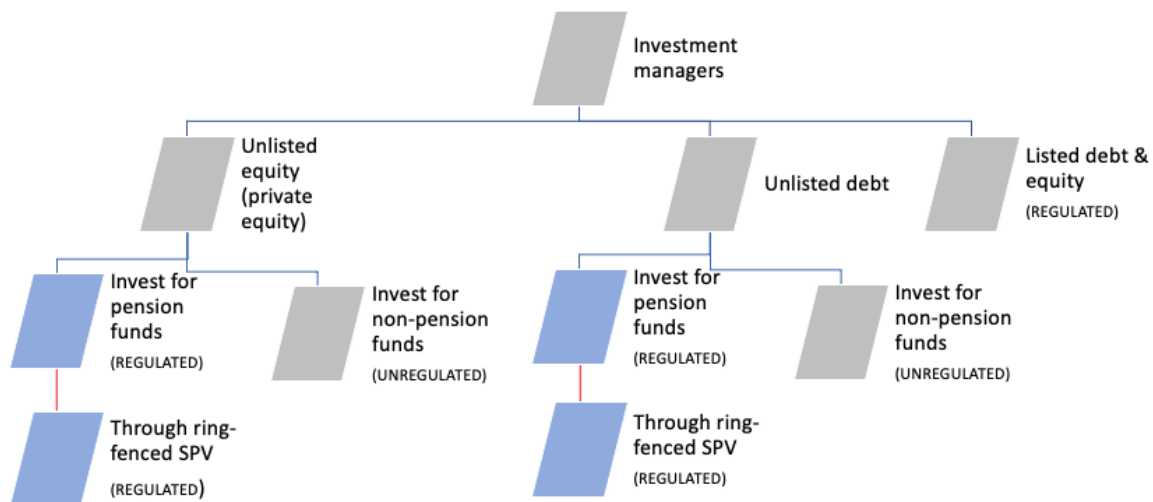 Investment
managers
Unlisted
equity
(private
equity)
Unlisted debt
Listed debt &
equity
(REGULATED)
Invest for
pension
funds
(REGULATED)
Invest for
non-pension
funds
(UNREGULATED)
Invest for
pension
funds
(REGULATED)
Invest for
non-pension
funds
(UNREGULATED)
Through ring-
fenced SPV
(REGULATED)
Through ring-
fenced SPV
(REGULATED)